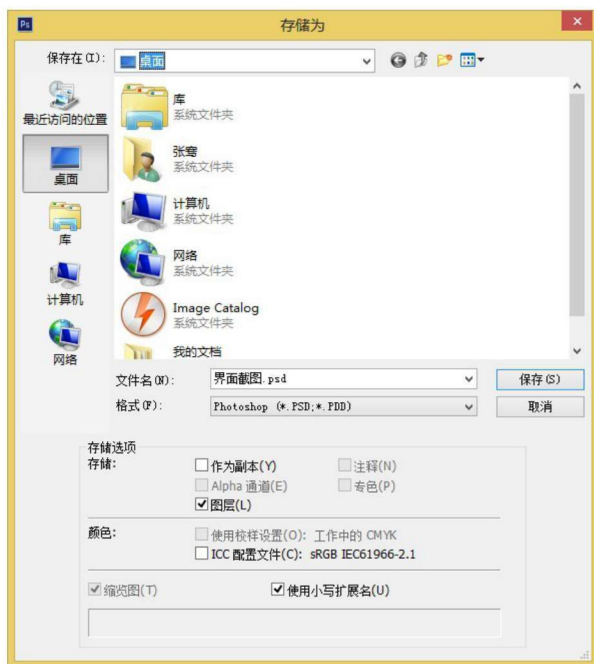 Ps
存储为
保存在(I): 桌面
最近访问的位置
桌面
库
计算机
网络
库
系统文件夹
张骞
系统文件夹
计算机
系统文件夹
网络
系统文件夹
Image Catalog
系统文件夹
我的文档
文件名(N): 界面截图.psd 保存(S)
格式(F): Photoshop (*.PSD;*.PDD) 取消
存储选项
存储: 作为副本(Y) 注释(N)
Alpha 通道(E) 专色(P)
图层(L)
颜色: 使用校样设置(O): 工作中的 CMYK
ICC 配置文件(C): sRGB IEC61966-2.1
缩览图(T) 使用小写扩展名(U)